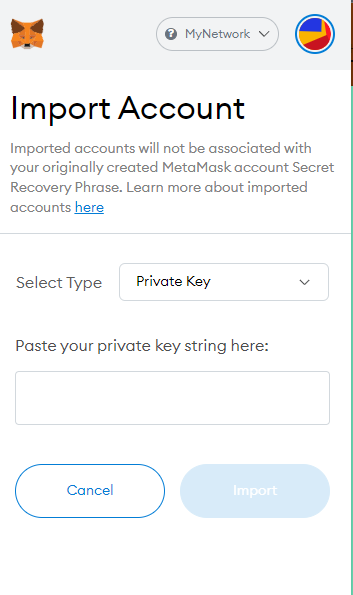 MyNetwork
Import Account
Imported accounts will not be associated with
your originally created MetaMask account Secret
Recovery Phrase. Learn more about imported
accounts here
Select Type Private Key
Paste your private key string here:
Cancel Import